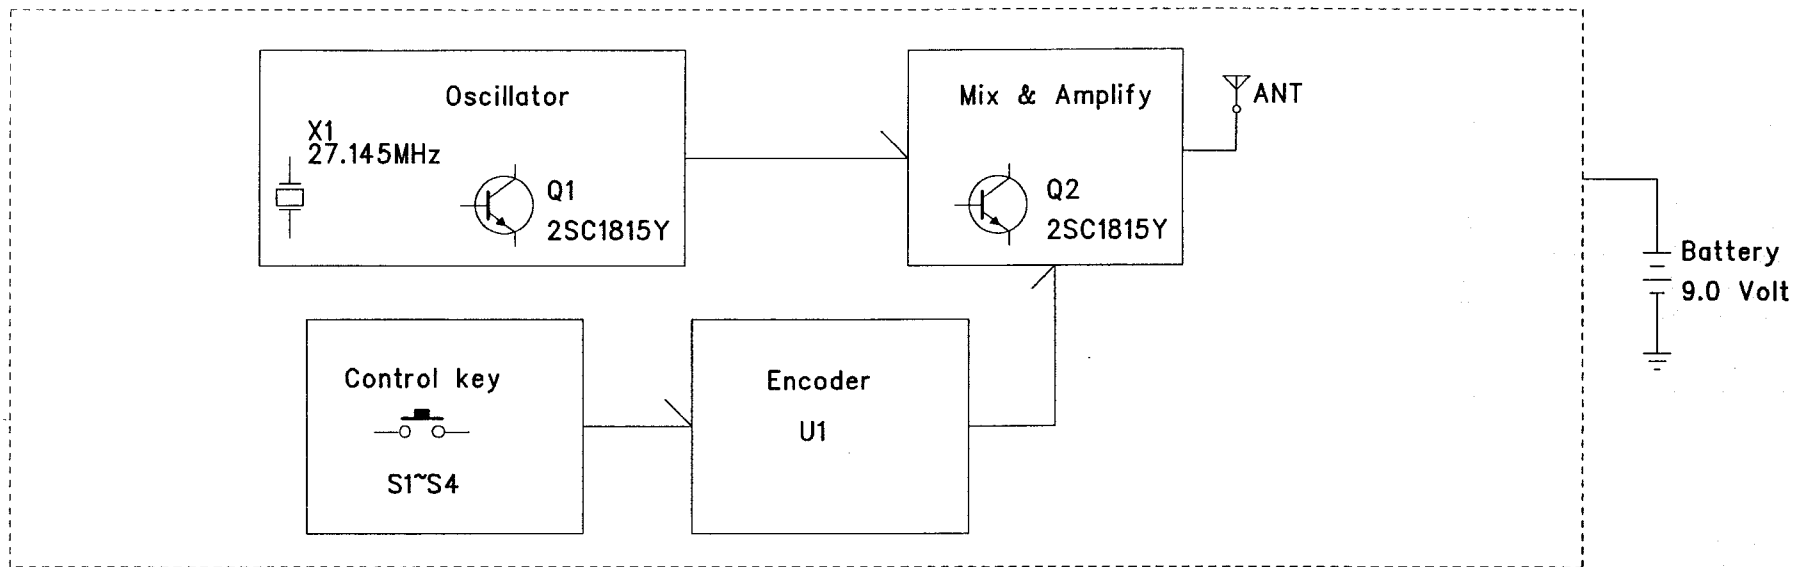 Oscillator
X1
27.145MHz
Q1
2SC1815Y
Mix & Amplify
Q2
2SC1815Y
ANT
Battery
9.0 Volt
Control key
S1~S4
Encoder
U1